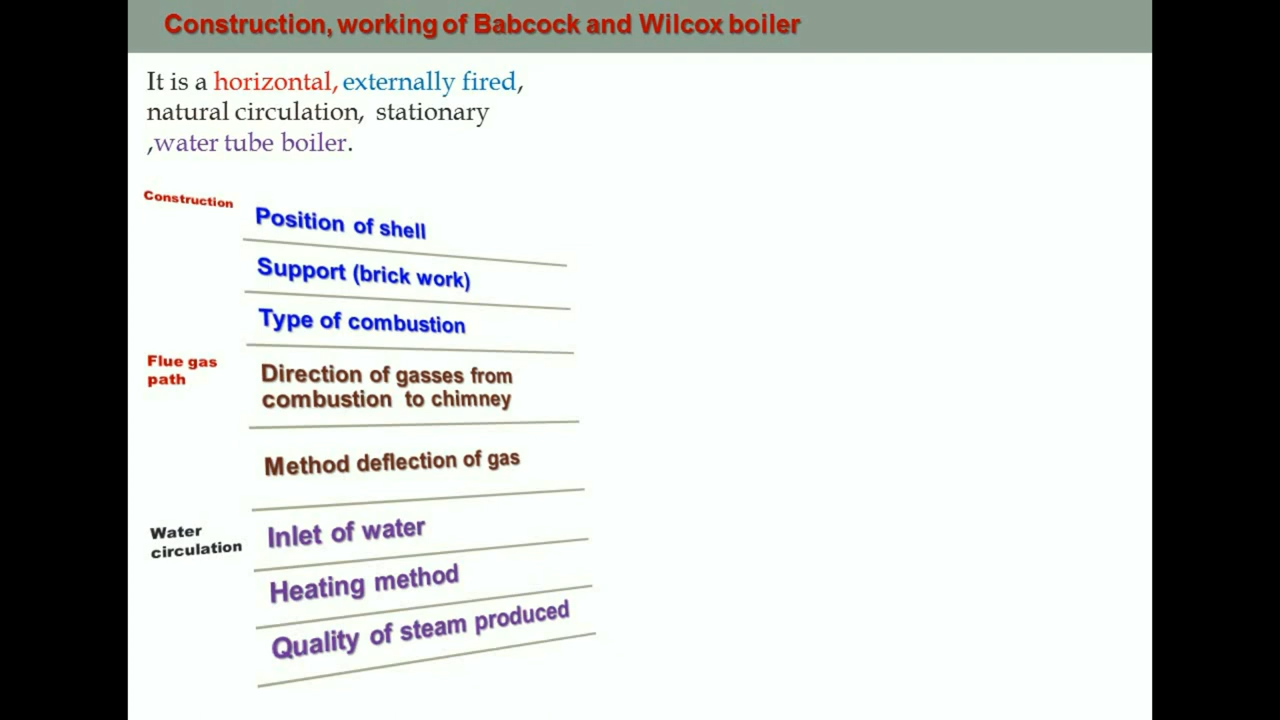 Construction, working of Babcock and Wilcox boiler
It is a horizontal, externally fired,
natural circulation, stationary
,water tube boiler.
Construction
Position of shell
Support (brick work)
Type of combustion
Flue gas
path
Direction of gasses from
combustion to chimney
Method deflection of gas
Water
circulation
Inlet of water
Heating method
Quality of steam produced